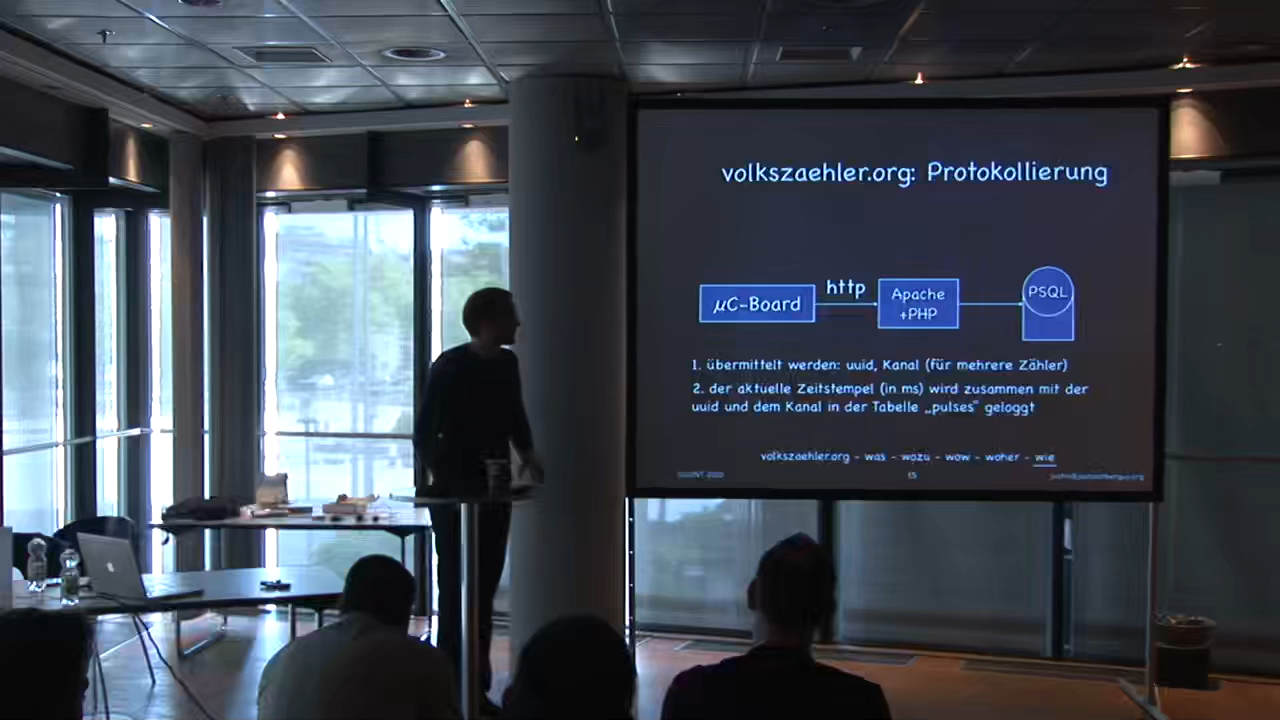 volkszaehler.org: Protokollierung
µC-Board
http
Apache
+PHP
PSQL
1. übermittelt werden: uuid, Kanal (für mehrere Zähler)
2. der aktuelle Zeitstempel (in ms) wird zusammen mit der
uuid und dem Kanal in der Tabelle „pulses“ geloggt
volkszaehler.org - was - wozu - wow - woher - wie
15